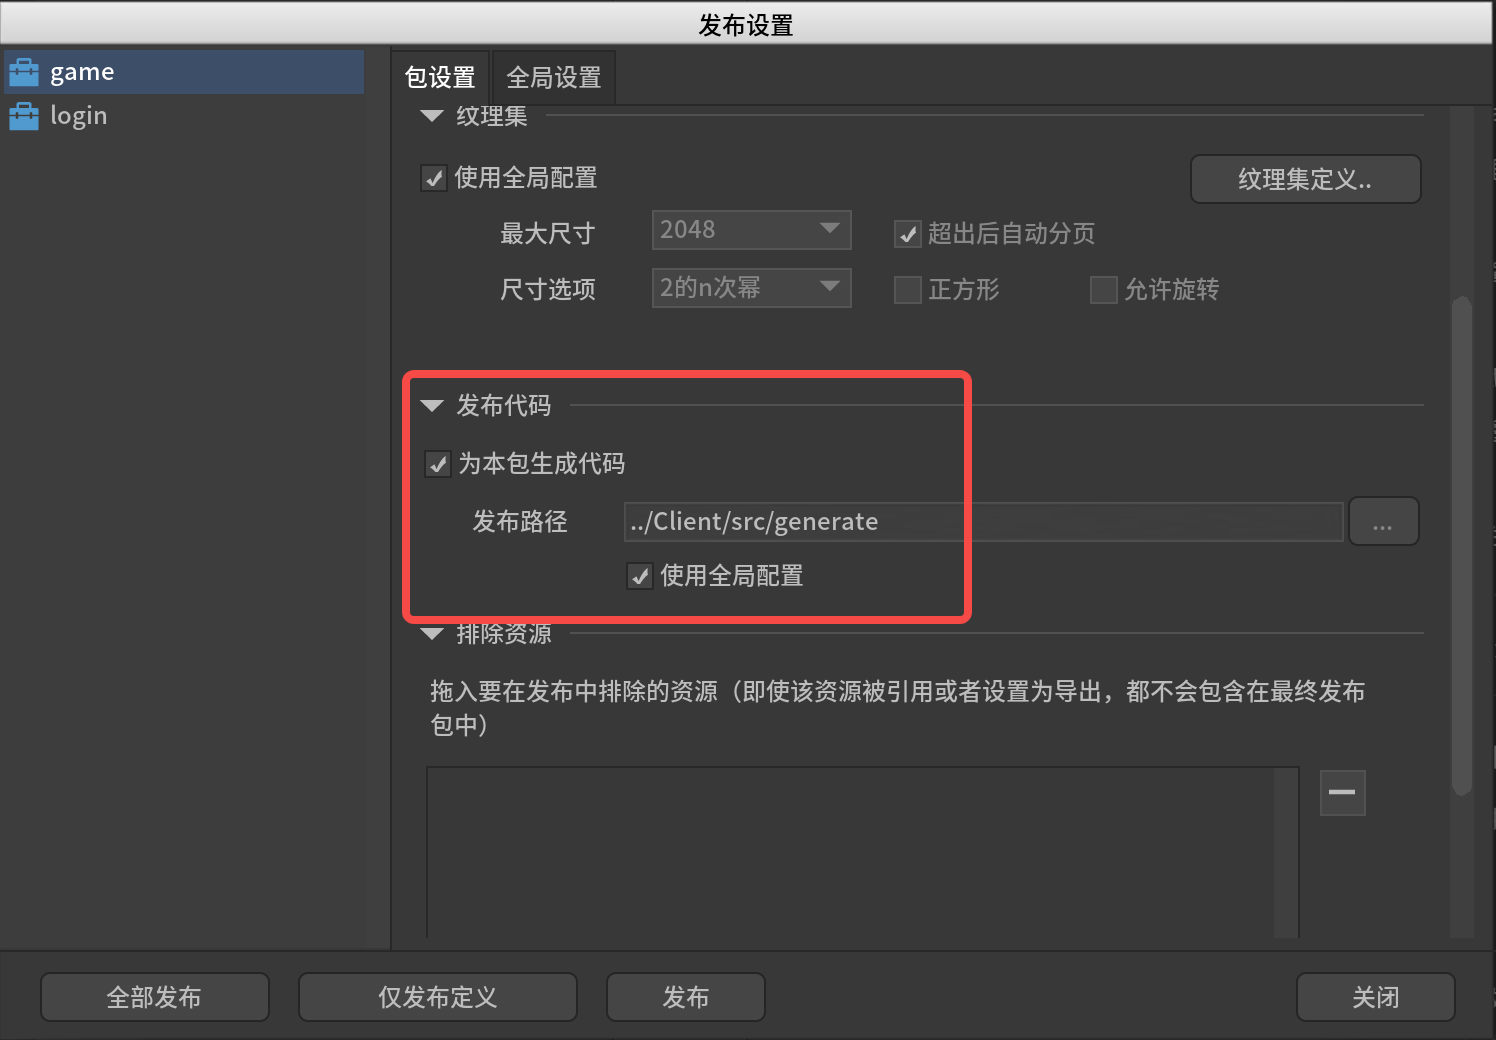 发布设置
game
login
包设置
全局设置
纹理集
使用全局配置
纹理集定义..
最大尺寸
2048
超出后自动分页
尺寸选项
2的n次幂
正方形
允许旋转
发布代码
为本包生成代码
发布路径
../Client/src/generate
...
使用全局配置
排除资源
拖入要在发布中排除的资源（即使该资源被引用或者设置为导出，都不会包含在最终发布
包中）
全部发布
仅发布定义
发布
关闭